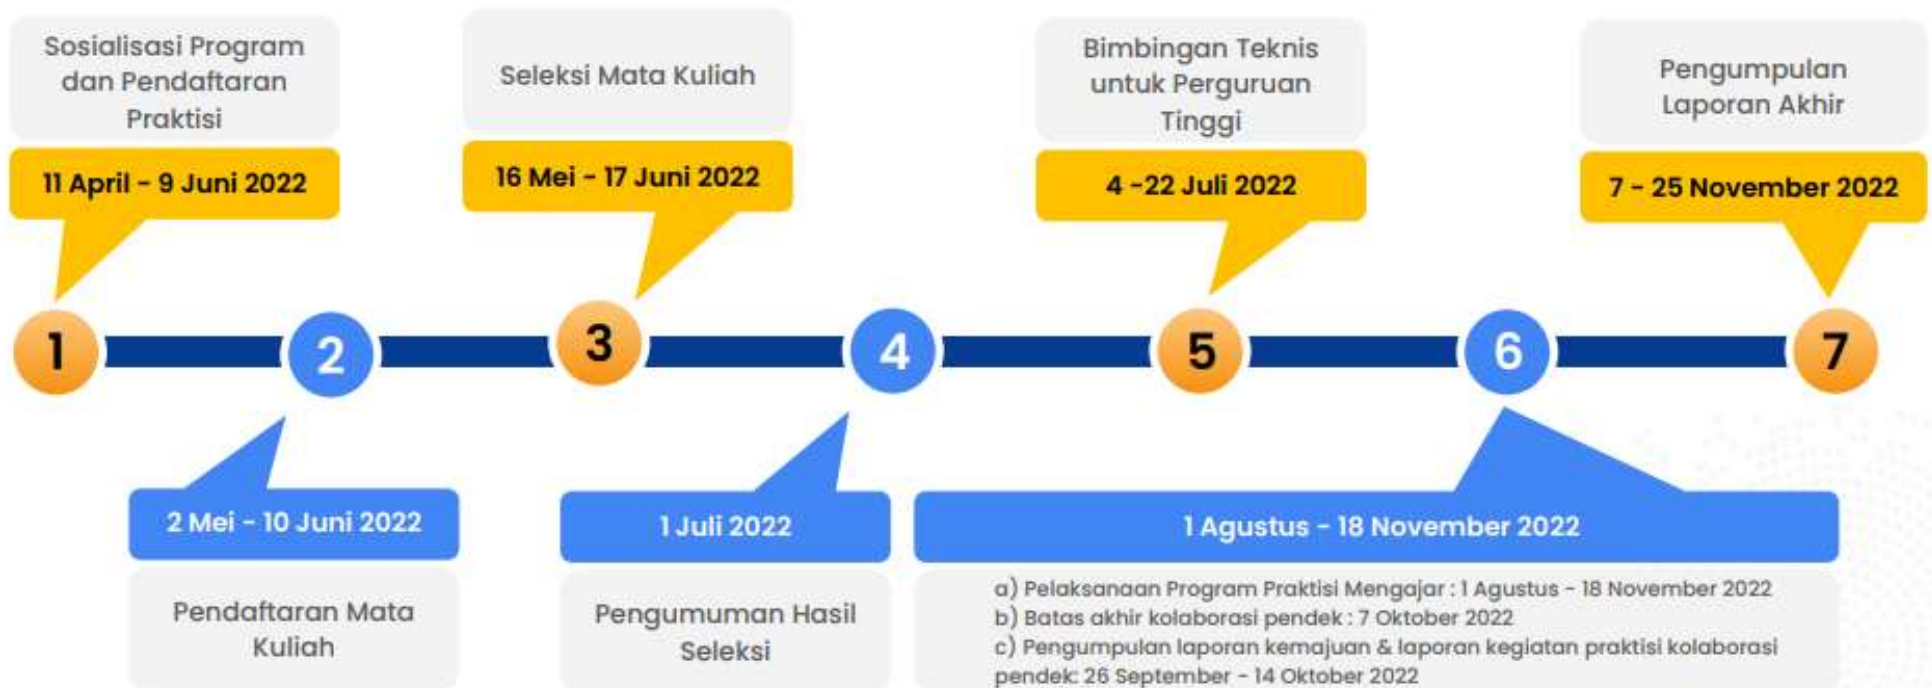 Sosialisasi Program
dan Pendaftaran
Praktisi
11 April - 9 Juni 2022
Seleksi Mata Kuliah
16 Mei - 17 Juni 2022
Bimbingan Teknis
untuk Perguruan
Tinggi
4 -22 Juli 2022
Pengumpulan
Laporan Akhir
7 - 25 November 2022
1
2
3
4
5
6
7
2 Mei - 10 Juni 2022
Pendaftaran Mata
Kuliah
1 Juli 2022
Pengumuman Hasil
Seleksi
1 Agustus - 18 November 2022
a) Pelaksanaan Program Praktisi Mengajar : 1 Agustus - 18 November 2022
b) Batas akhir kolaborasi pendek : 7 Oktober 2022
c) Pengumpulan laporan kemajuan & laporan kegiatan praktisi kolaborasi
pendek: 26 September - 14 Oktober 2022